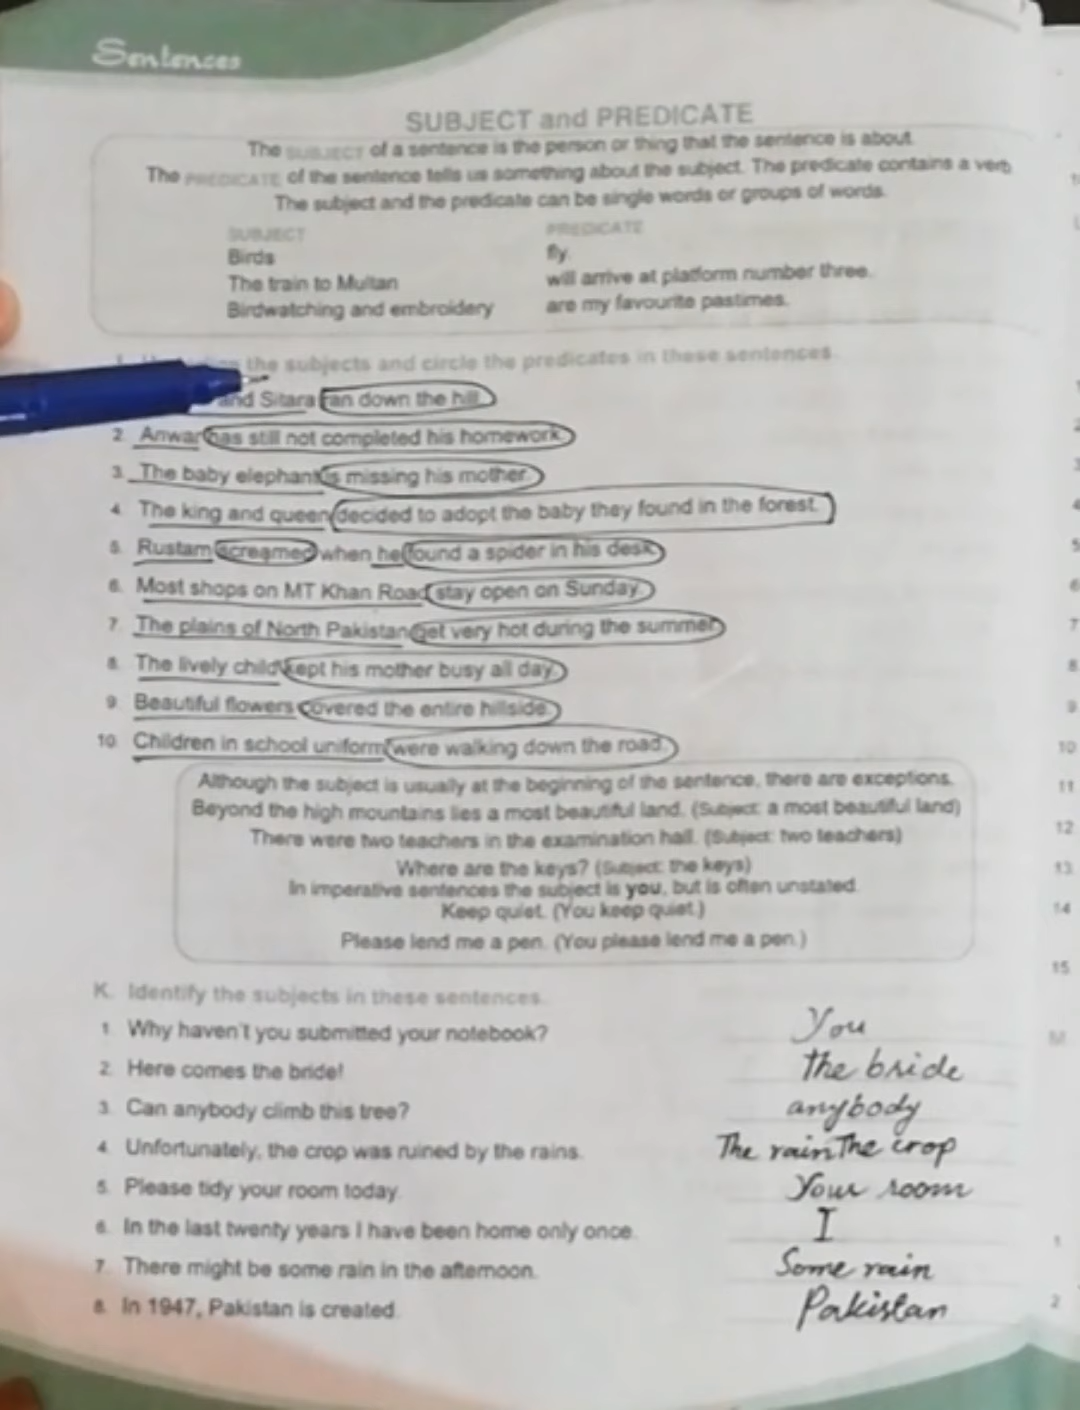 Sentences
SUBJECT and PREDICATE
The SUBJECT of a sentence is the person or thing that the sentence is about.
The PREDICATE of the sentence tells us something about the subject. The predicate contains a verb.
The subject and the predicate can be single words or groups of words.
SUBJECT PREDICATE
Birds fly.
The train to Multan will arrive at platform number three.
Birdwatching and embroidery are my favourite pastimes.
the subjects and circle the predicates in these sentences.
and Sitara ran down the hill.
2. Anwar has still not completed his homework.
3. The baby elephant is missing his mother.
4. The king and queen decided to adopt the baby they found in the forest.
5. Rustam screamed when he found a spider in his desk.
6. Most shops on MT Khan Road stay open on Sunday.
7. The plains of North Pakistan get very hot during the summer.
8. The lively child kept his mother busy all day.
9. Beautiful flowers covered the entire hillside.
10. Children in school uniform were walking down the road.
Although the subject is usually at the beginning of the sentence, there are exceptions.
Beyond the high mountains lies a most beautiful land. (Subject: a most beautiful land)
There were two teachers in the examination hall. (Subject: two teachers)
Where are the keys? (Subject: the keys)
In imperative sentences the subject is you, but is often unstated.
Keep quiet. (You keep quiet.)
Please lend me a pen. (You please lend me a pen.)
K. Identify the subjects in these sentences.
1. Why haven't you submitted your notebook? You
2. Here comes the bride! the bride
3. Can anybody climb this tree? anybody
4. Unfortunately, the crop was ruined by the rains. The rain The crop
5. Please tidy your room today. Your room
6. In the last twenty years I have been home only once. I
7. There might be some rain in the afternoon. Some rain
8. In 1947, Pakistan is created. Pakistan